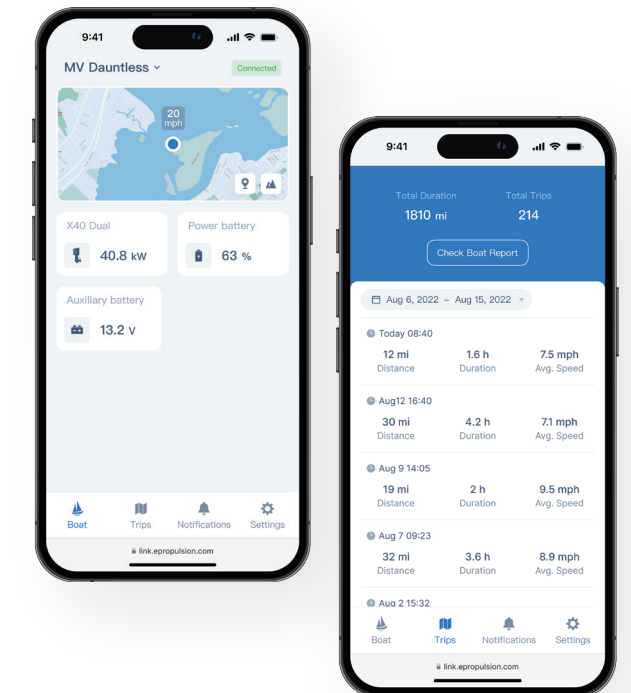 9:41
MV Dauntless
Connected
20
mph
X40 Dual
40.8 kW
Power battery
63 %
Auxiliary battery
13.2 V
Boat Trips Notifications Settings
link.epropulsion.com
9:41
Total Duration Total Trips
1810 mi 214
Check Boat Report
Aug 6, 2022 – Aug 15, 2022
Today 08:40
12 mi 1.6 h 7.5 mph
Distance Duration Avg. Speed
Aug12 16:40
30 mi 4.2 h 7.1 mph
Distance Duration Avg. Speed
Aug 9 14:05
19 mi 2 h 9.5 mph
Distance Duration Avg. Speed
Aug 7 09:23
32 mi 3.6 h 8.9 mph
Distance Duration Avg. Speed
Aug 2 15:32
Boat Trips Notifications Settings
link.epropulsion.com